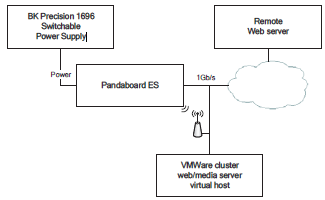 BK Precision 1696
Switchable
Power Supply
Remote
Web server
Power
Pandaboard ES
1Gb/s
VMWare cluster
web/media server
virtual host